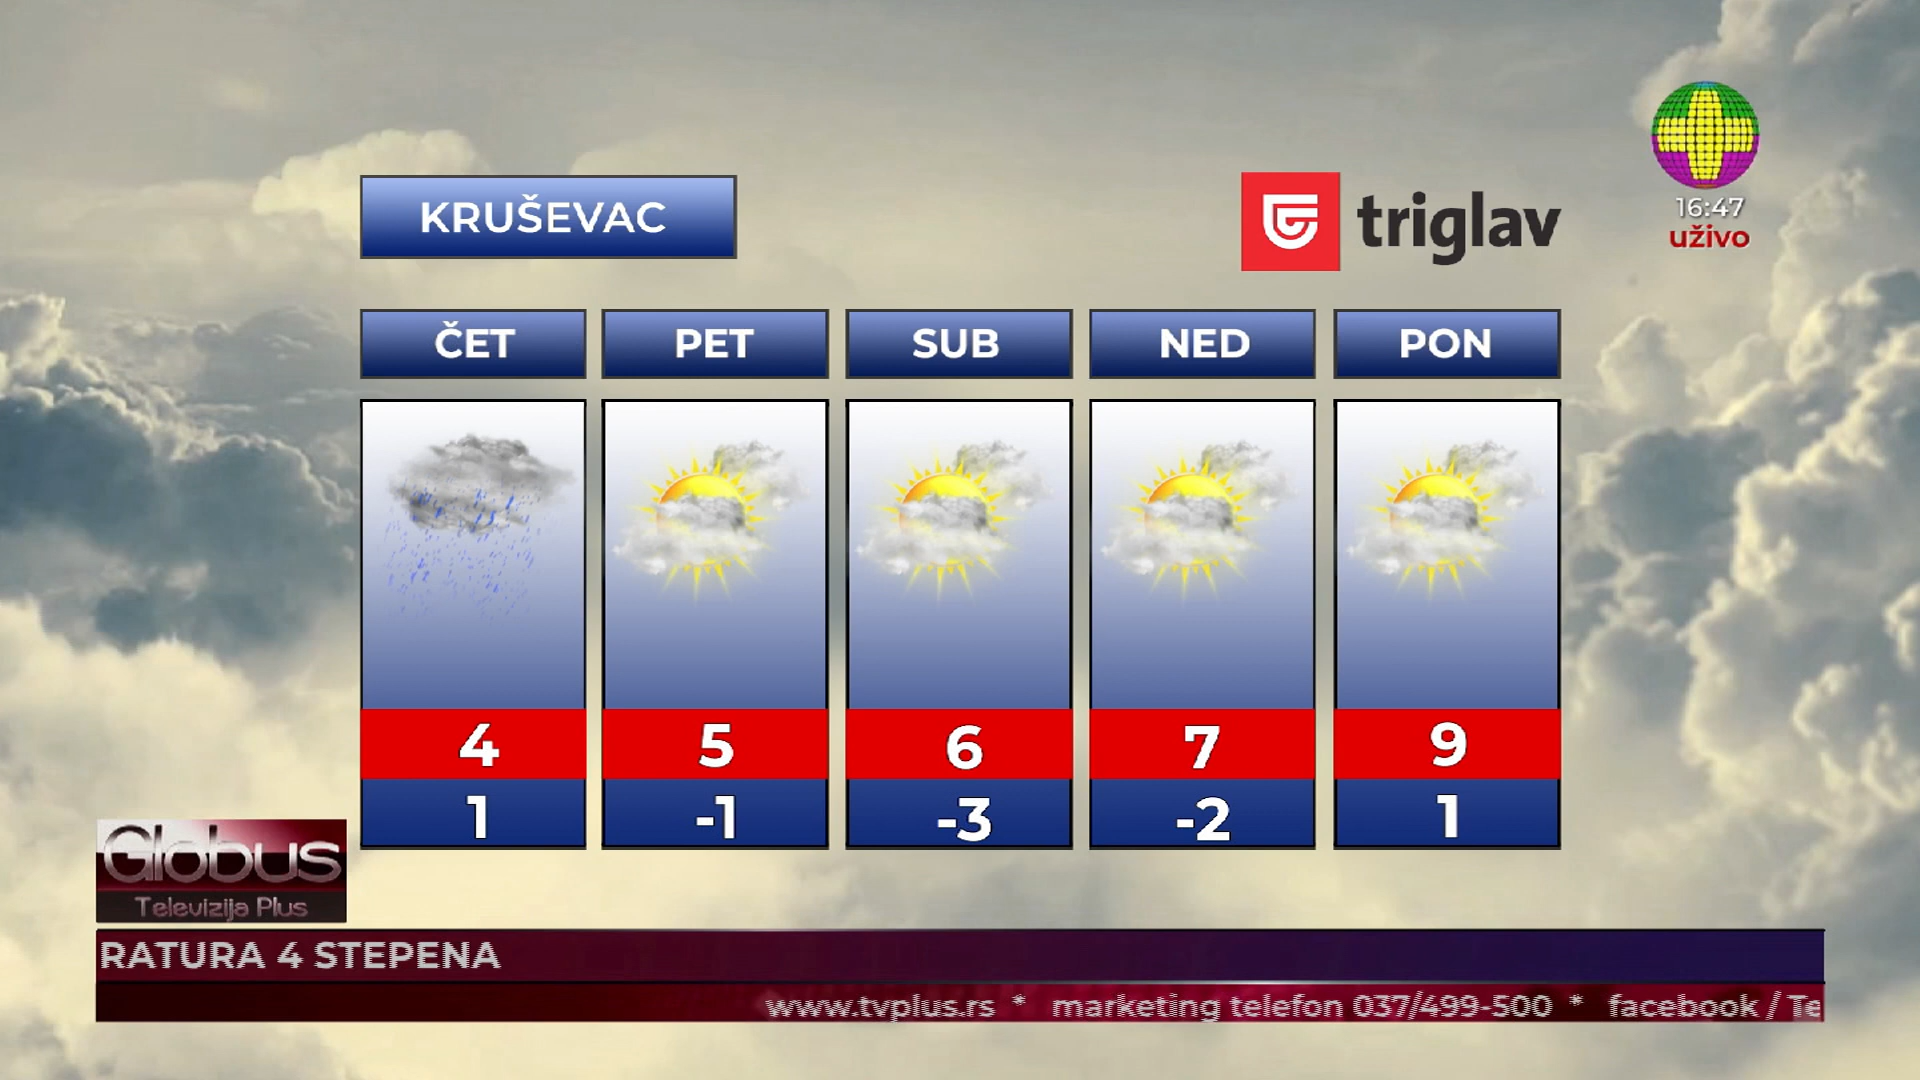 KRUŠEVAC
triglav
16:47
uživo
ČET PET SUB NED PON
4 5 6 7 9
1 -1 -3 -2 1
Globus
Televizija Plus
RATURA 4 STEPENA
www.tvplus.rs * marketing telefon 037/499-500 * facebook / Te